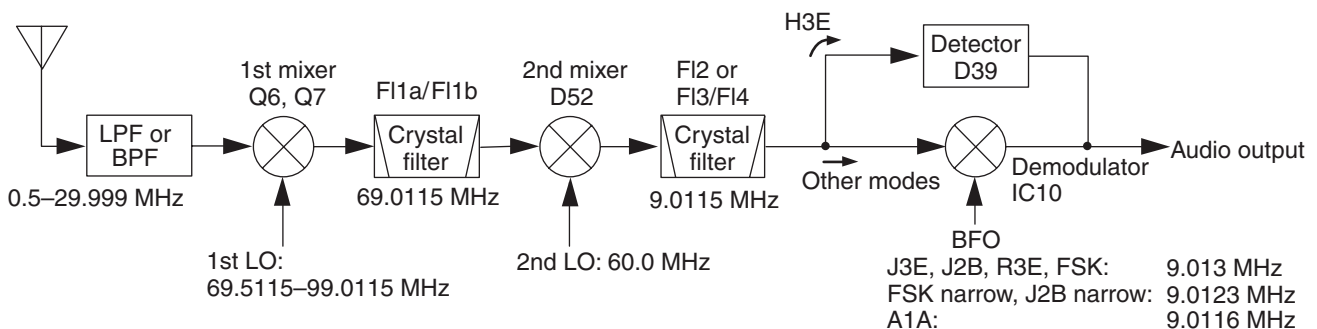 H3E
Detector
D39
1st mixer
Q6, Q7
2nd mixer
D52
Fl2 or
Fl3/Fl4
Fl1a/Fl1b
LPF or
BPF
Crystal
filter
Crystal
filter
0.5–29.999 MHz
69.0115 MHz
9.0115 MHz
Other modes
Demodulator
IC10
Audio output
1st LO:
69.5115–99.0115 MHz
2nd LO: 60.0 MHz
BFO
J3E, J2B, R3E, FSK: 9.013 MHz
FSK narrow, J2B narrow: 9.0123 MHz
A1A: 9.0116 MHz